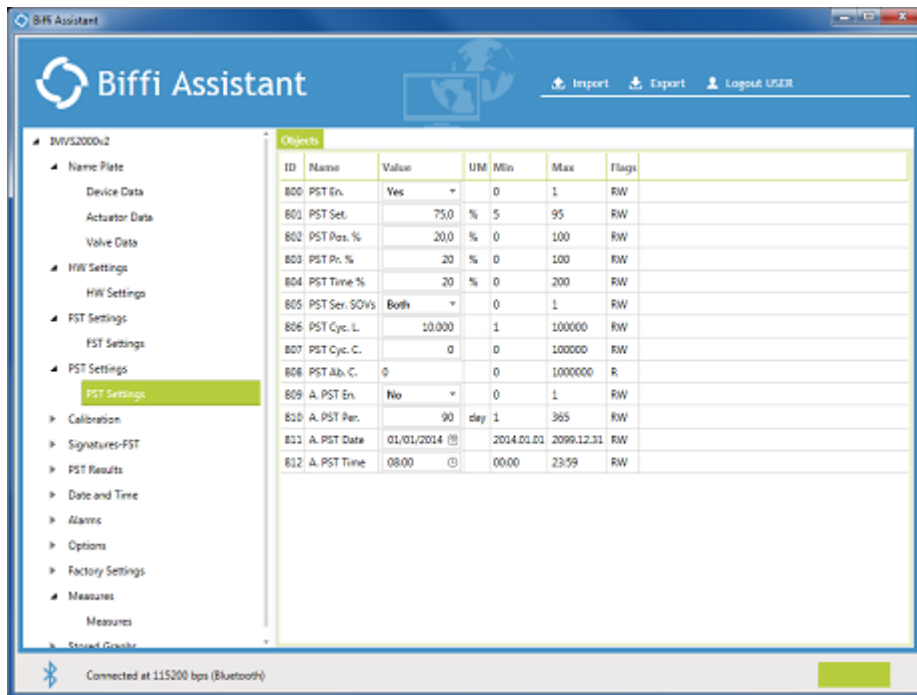 Biffi Assistant
Biffi Assistant
Import Export Logout USER
IMVS2000v2
Name Plate
Device Data
Actuator Data
Valve Data
HW Settings
HW Settings
FST Settings
FST Settings
PST Settings
PST Settings
Calibration
Signatures-FST
PST Results
Date and Time
Alarms
Options
Factory Settings
Measures
Measures
Stored Graphs
Objects
ID Name Value UM Min Max Flags
800 PST En. Yes 0 1 RW
801 PST Set. 75,0 % 5 95 RW
802 PST Pos. % 20,0 % 0 100 RW
803 PST Pr. % 20 % 0 100 RW
804 PST Time % 20 % 0 200 RW
805 PST Ser. SOVs Both 0 1 RW
806 PST Cyc. L. 10.000 1 100000 RW
807 PST Cyc. C. 0 0 100000 RW
808 PST Ab. C. 0 0 1000000 R
809 A. PST En. No 0 1 RW
810 A. PST Per. 90 day 1 365 RW
811 A. PST Date 01/01/2014 2014.01.01 2099.12.31 RW
812 A. PST Time 08:00 00:00 23:59 RW
Connected at 115200 bps (Bluetooth)